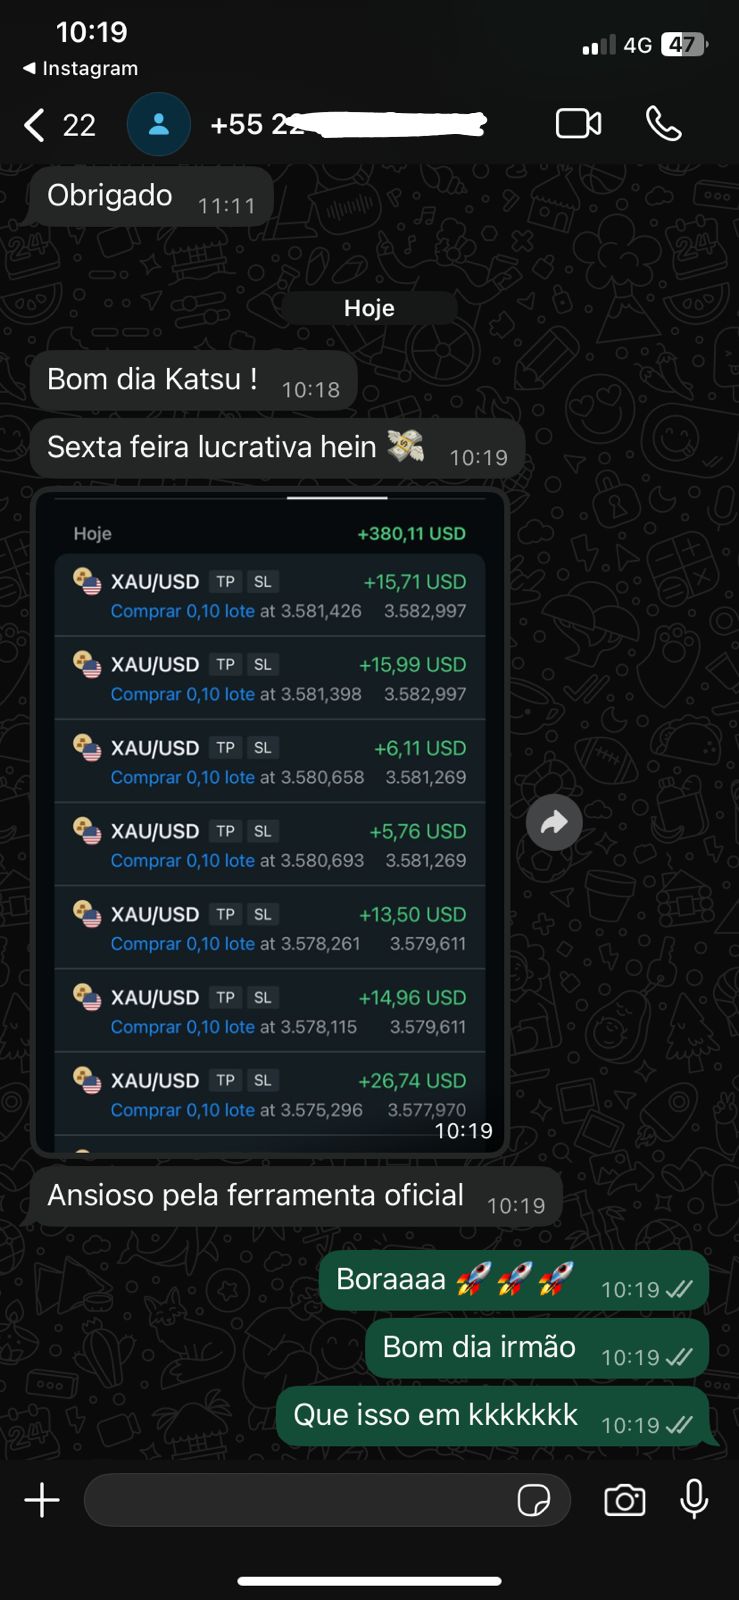 10:19
4G 47
◀ Instagram
22
+55 22
Obrigado 11:11
Hoje
Bom dia Katsu ! 10:18
Sexta feira lucrativa hein 💸 10:19
Hoje +380,11 USD
XAU/USD TP SL +15,71 USD
Comprar 0,10 lote at 3.581,426 3.582,997
XAU/USD TP SL +15,99 USD
Comprar 0,10 lote at 3.581,398 3.582,997
XAU/USD TP SL +6,11 USD
Comprar 0,10 lote at 3.580,658 3.581,269
XAU/USD TP SL +5,76 USD
Comprar 0,10 lote at 3.580,693 3.581,269
XAU/USD TP SL +13,50 USD
Comprar 0,10 lote at 3.578,261 3.579,611
XAU/USD TP SL +14,96 USD
Comprar 0,10 lote at 3.578,115 3.579,611
XAU/USD TP SL +26,74 USD
Comprar 0,10 lote at 3.575,296 3.577,970
10:19
Ansioso pela ferramenta oficial 10:19
Boraaaa 🚀🚀🚀 10:19
Bom dia irmão 10:19
Que isso em kkkkkkk 10:19